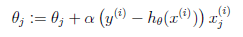 θ_j := θ_j + α (y^{(i)} − h_θ(x^{(i)})) x_j^{(i)}